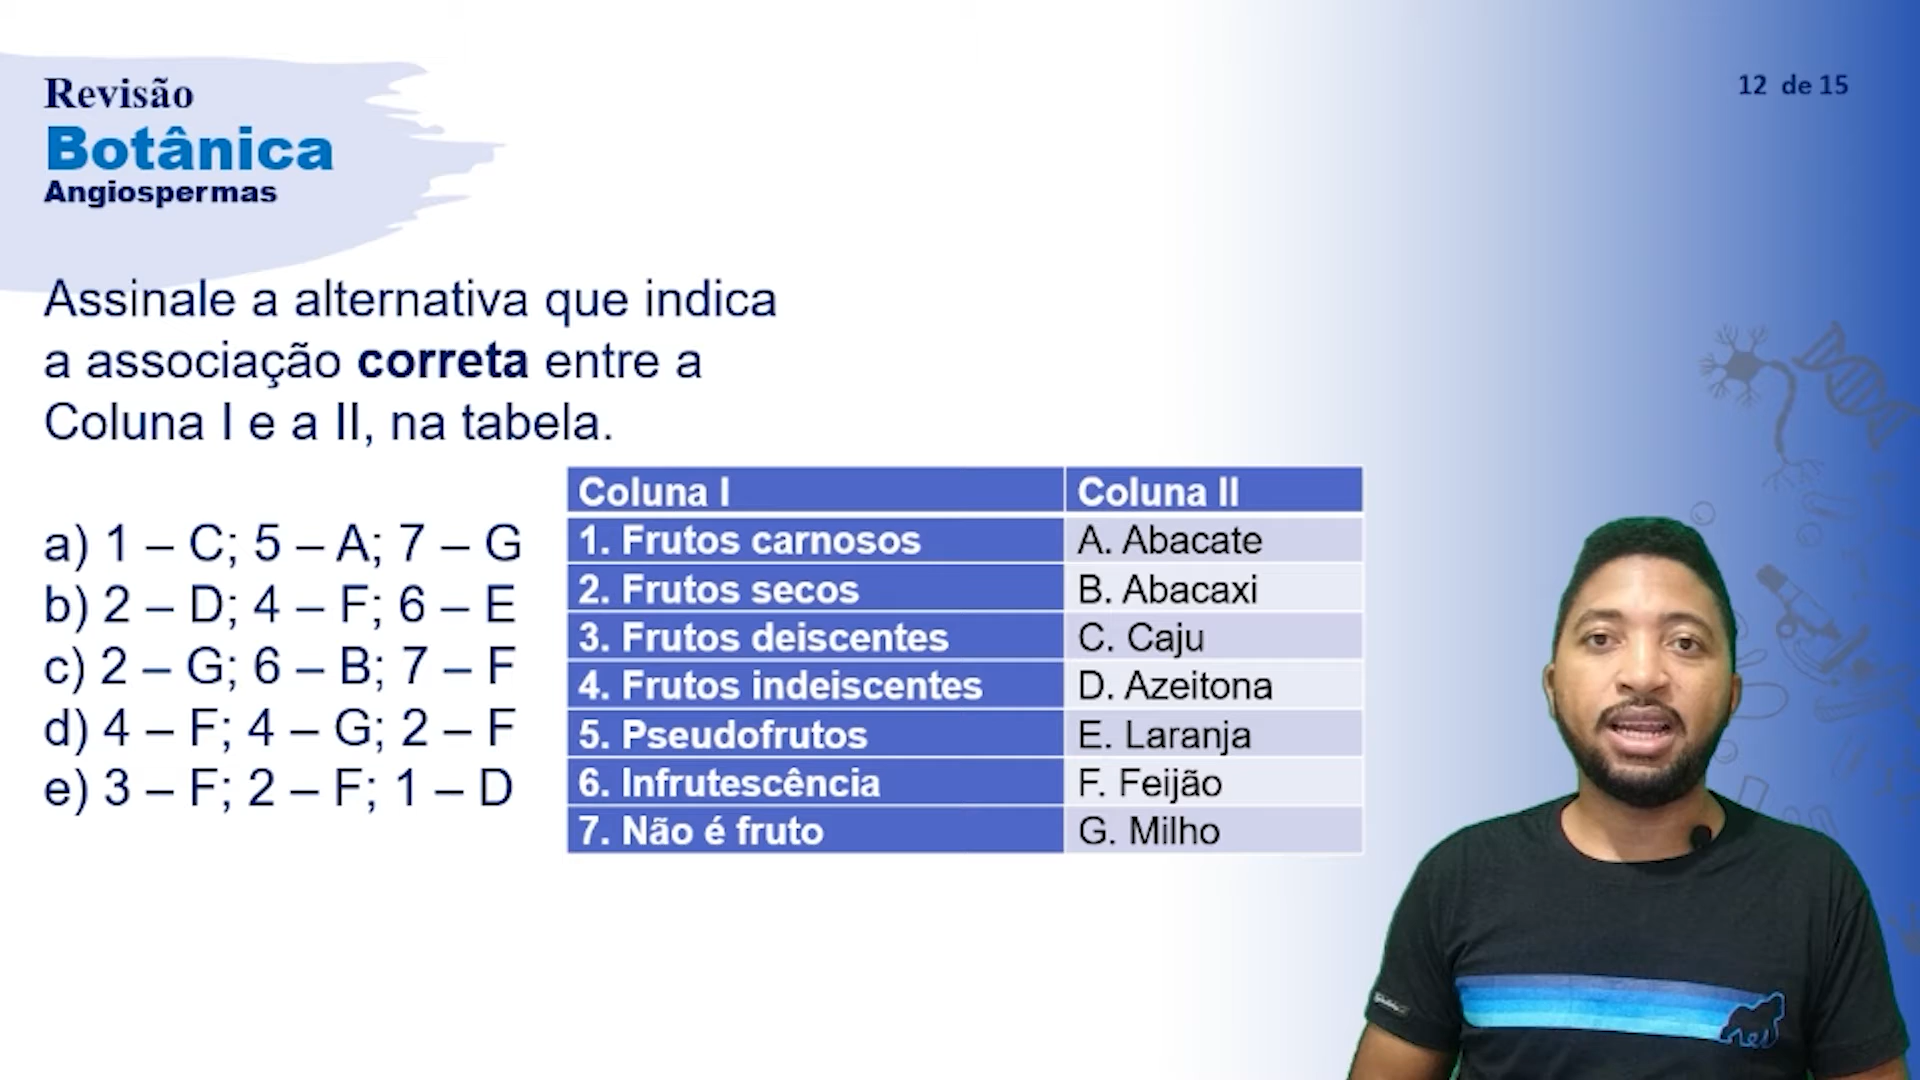 Revisão
Botânica
Angiospermas
12 de 15
Assinale a alternativa que indica
a associação correta entre a
Coluna I e a II, na tabela.
a) 1 – C; 5 – A; 7 – G
b) 2 – D; 4 – F; 6 – E
c) 2 – G; 6 – B; 7 – F
d) 4 – F; 4 – G; 2 – F
e) 3 – F; 2 – F; 1 – D
Coluna I Coluna II
1. Frutos carnosos A. Abacate
2. Frutos secos B. Abacaxi
3. Frutos deiscentes C. Caju
4. Frutos indeiscentes D. Azeitona
5. Pseudofrutos E. Laranja
6. Infrutescência F. Feijão
7. Não é fruto G. Milho